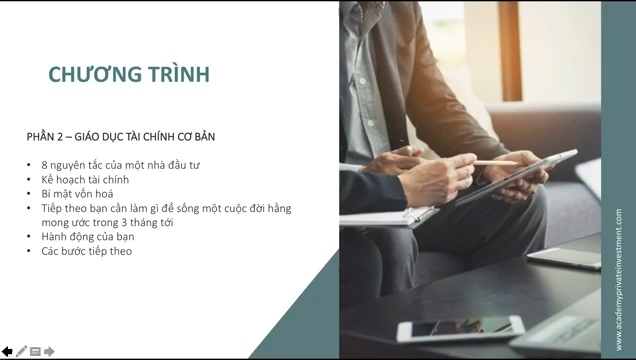 CHƯƠNG TRÌNH
PHẦN 2 – GIÁO DỤC TÀI CHÍNH CƠ BẢN
• 8 nguyên tắc của một nhà đầu tư
• Kế hoạch tài chính
• Bí mật vốn hoá
• Tiếp theo bạn cần làm gì để sống một cuộc đời hằng
mong ước trong 3 tháng tới
• Hành động của bạn
• Các bước tiếp theo
www.academyprivateinvestment.com